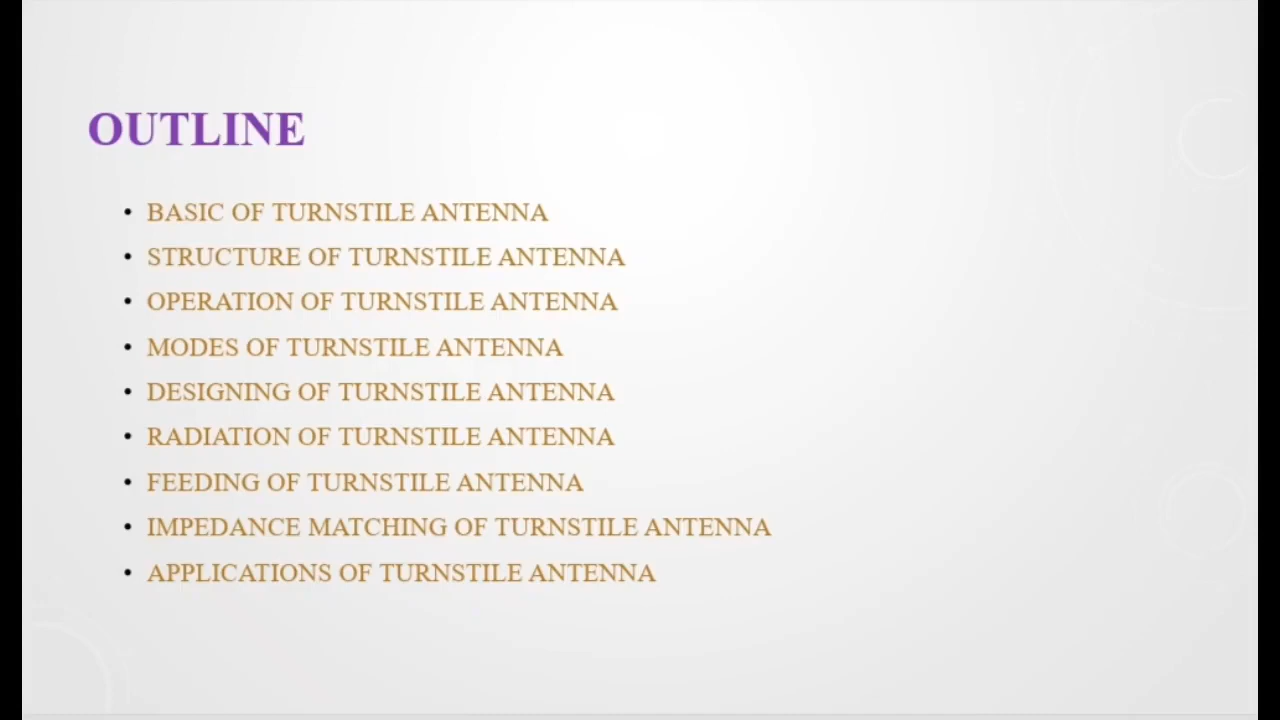 OUTLINE
• BASIC OF TURNSTILE ANTENNA
• STRUCTURE OF TURNSTILE ANTENNA
• OPERATION OF TURNSTILE ANTENNA
• MODES OF TURNSTILE ANTENNA
• DESIGNING OF TURNSTILE ANTENNA
• RADIATION OF TURNSTILE ANTENNA
• FEEDING OF TURNSTILE ANTENNA
• IMPEDANCE MATCHING OF TURNSTILE ANTENNA
• APPLICATIONS OF TURNSTILE ANTENNA